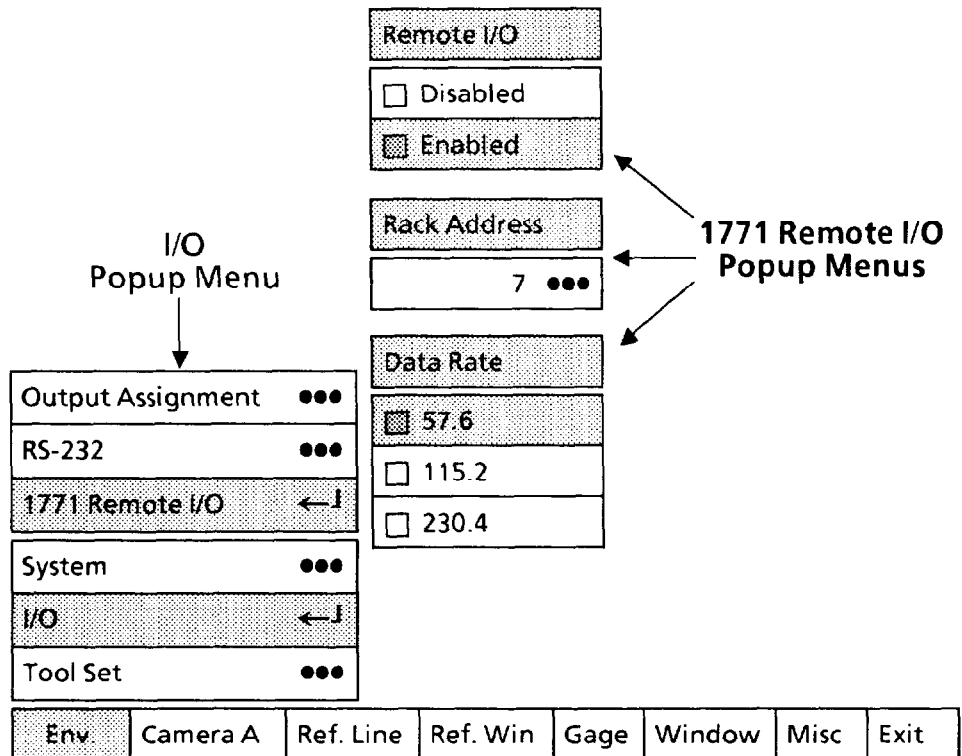 Remote I/O
Disabled
Enabled
Rack Address
7 •••
1771 Remote I/O
Popup Menus
I/O
Popup Menu
Data Rate
57.6
115.2
230.4
Output Assignment •••
RS-232 •••
1771 Remote I/O ←┘
System •••
I/O ←┘
Tool Set •••
Env Camera A Ref. Line Ref. Win Gage Window Misc Exit